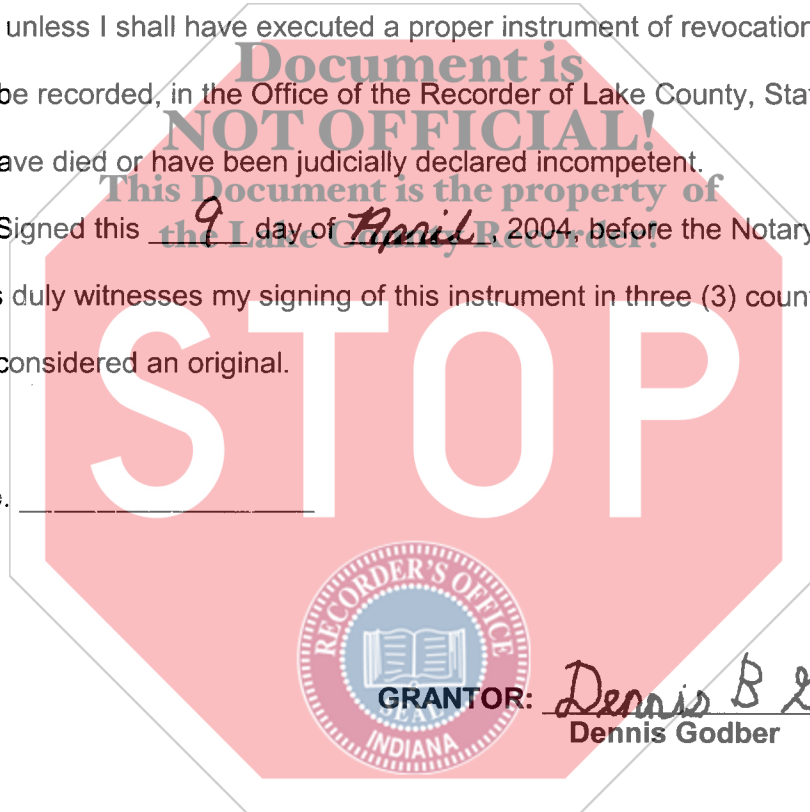 unless I shall have executed a proper instrument of revocation
Document is
be recorded, in the Office of the Recorder of Lake County, Sta
NOT OFFICIAL!
ave died or have been judicially declared incompetent.
This Document is the property of
Signed this 9 day of April, 2004, before the Notary
the Lake County Recorder!
s duly witnesses my signing of this instrument in three (3) coun
STOP
considered an original.
RECORDER'S OFFICE
SEAL
INDIANA
GRANTOR: Dennis B
Dennis Godber